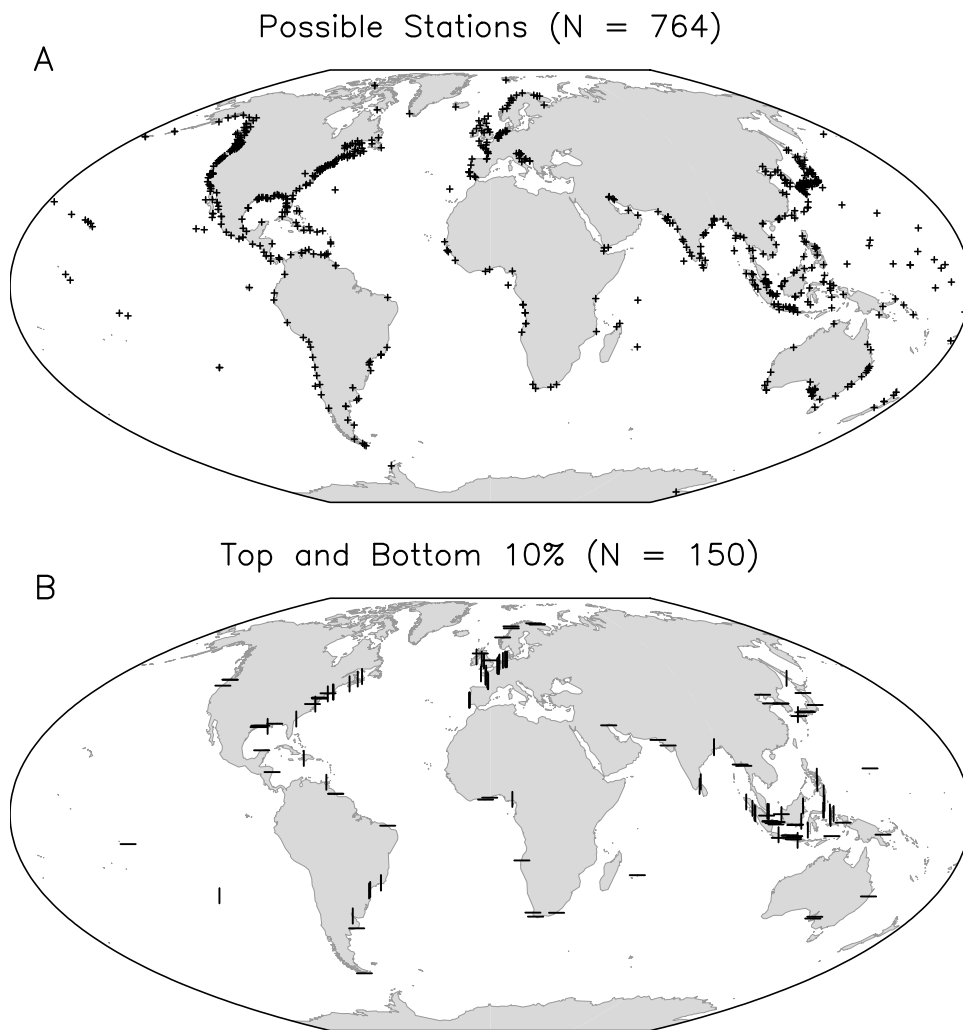 Possible Stations (N = 764)
A
Top and Bottom 10% (N = 150)
B